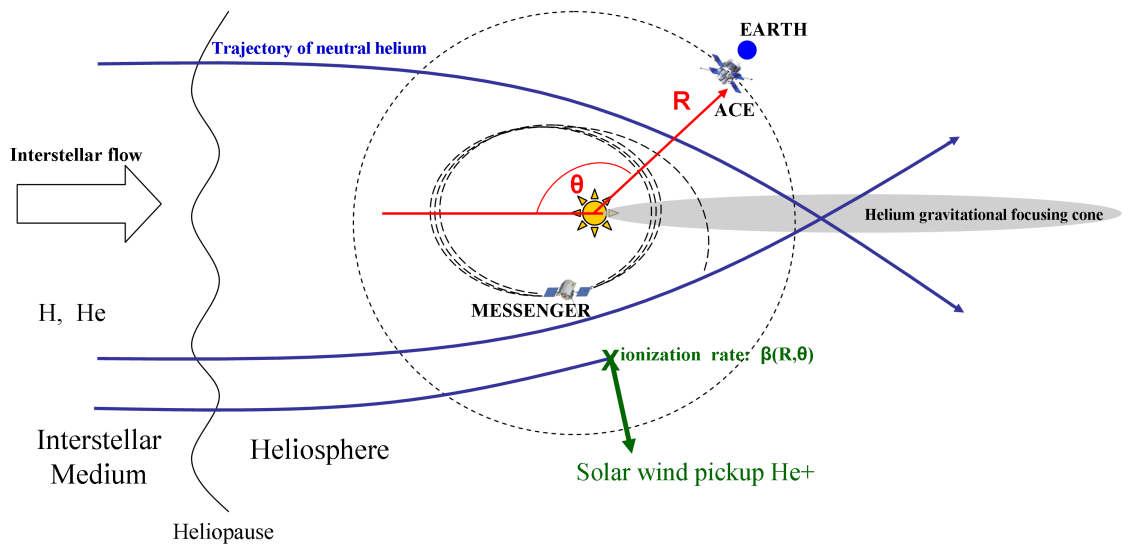 EARTH
Trajectory of neutral helium
R
ACE
Interstellar flow
θ
Helium gravitational focusing cone
MESSENGER
H, He
X ionization rate: β(R,θ)
Interstellar
Medium
Heliosphere
Solar wind pickup He+
Heliopause